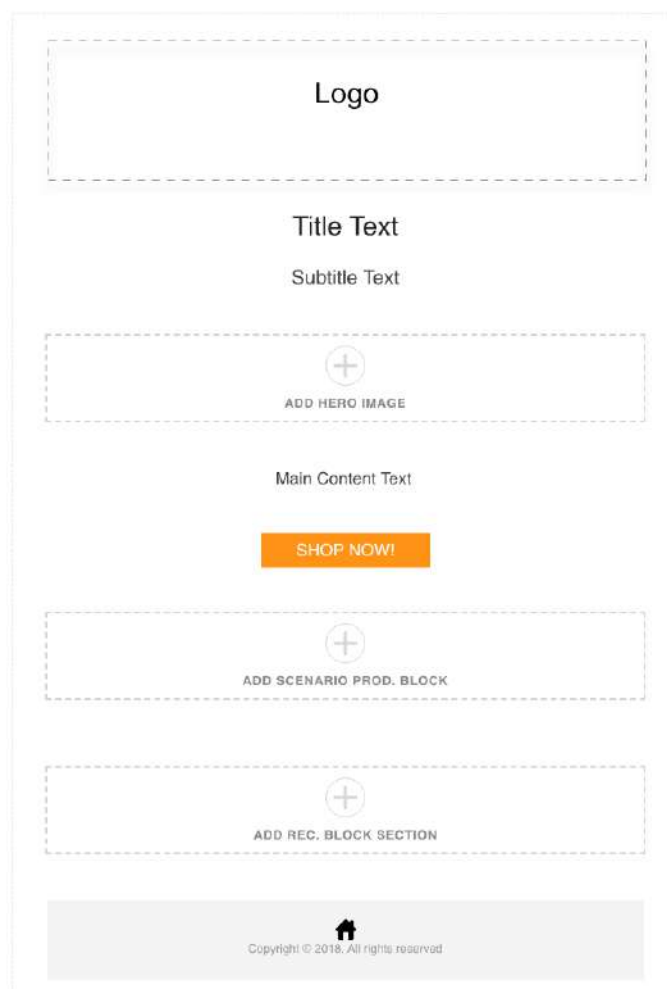 Logo
Title Text
Subtitle Text
ADD HERO IMAGE
Main Content Text
SHOP NOW!
ADD SCENARIO PROD. BLOCK
ADD REC. BLOCK SECTION
Copyright © 2018. All rights reserved